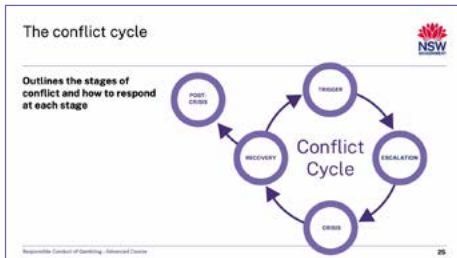 The conflict cycle
NSW
GOVERNMENT
Outlines the stages of
conflict and how to respond
at each stage
POST-
CRISIS
TRIGGER
RECOVERY
Conflict
Cycle
ESCALATION
CRISIS
Responsible Conduct of Gambling - Advanced Course
25